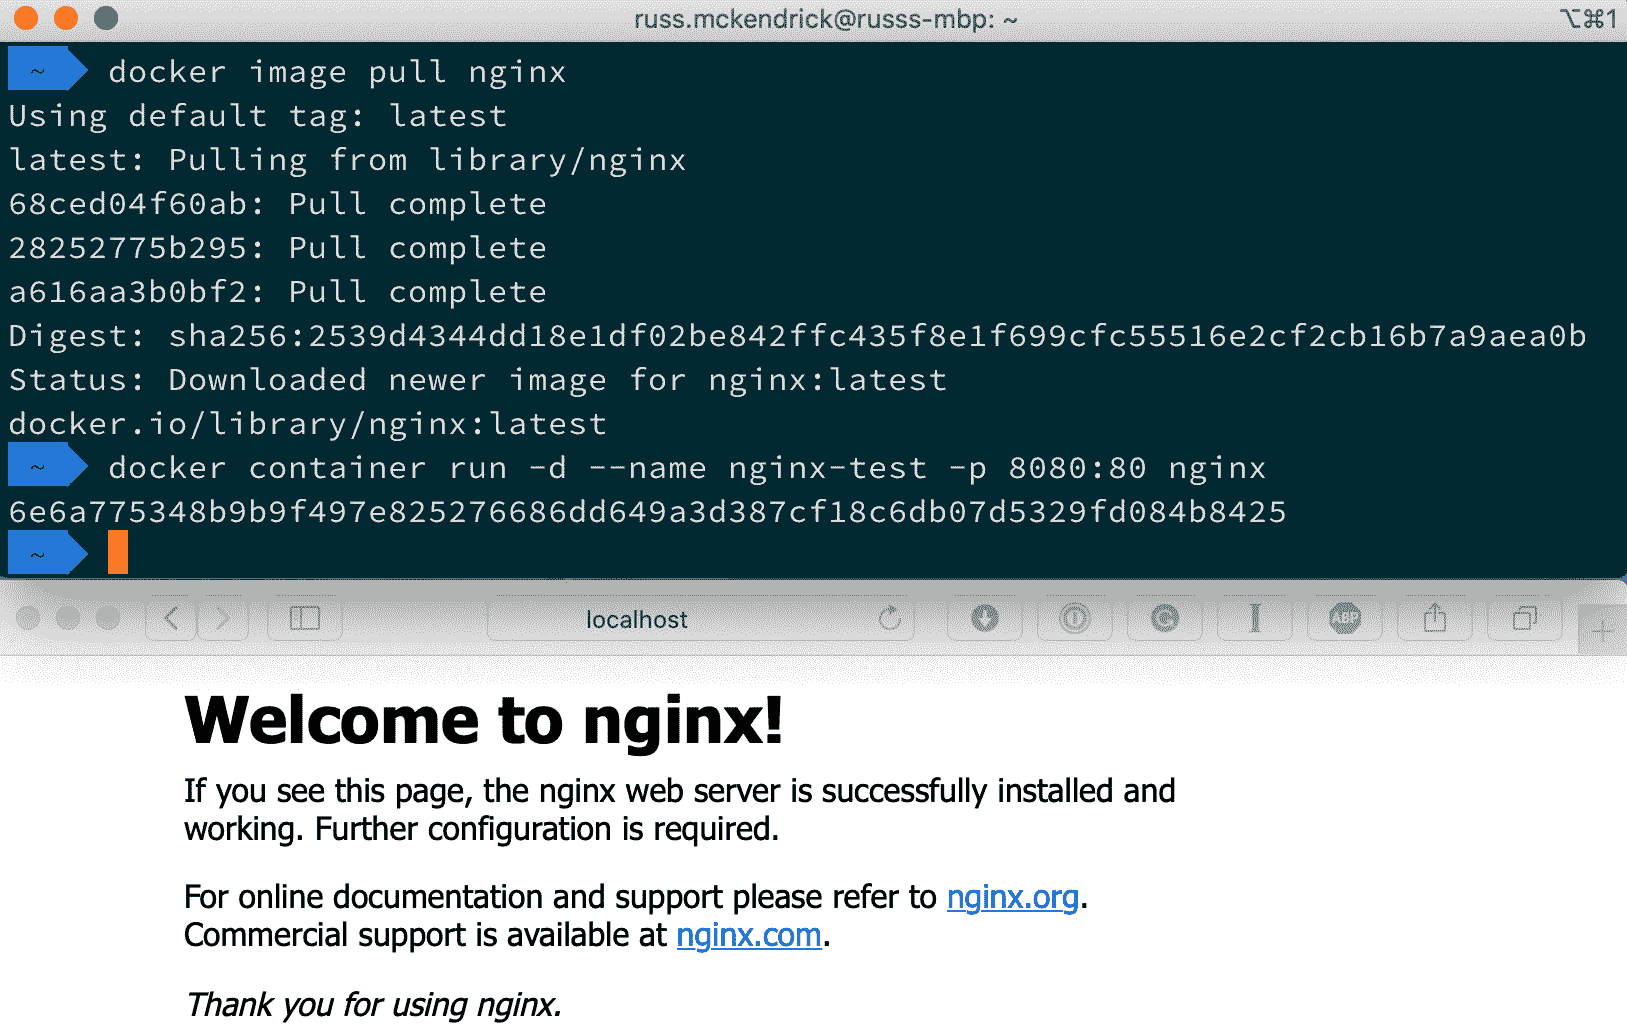 russ.mckendrick@russs-mbp: ~
⌥⌘1
~ docker image pull nginx
Using default tag: latest
latest: Pulling from library/nginx
68ced04f60ab: Pull complete
28252775b295: Pull complete
a616aa3b0bf2: Pull complete
Digest: sha256:2539d4344dd18e1df02be842ffc435f8e1f699cfc55516e2cf2cb16b7a9aea0b
Status: Downloaded newer image for nginx:latest
docker.io/library/nginx:latest
~ docker container run -d --name nginx-test -p 8080:80 nginx
6e6a775348b9b9f497e825276686dd649a3d387cf18c6db07d5329fd084b8425
~
localhost
ABP
Welcome to nginx!
If you see this page, the nginx web server is successfully installed and
working. Further configuration is required.
For online documentation and support please refer to nginx.org.
Commercial support is available at nginx.com.
Thank you for using nginx.